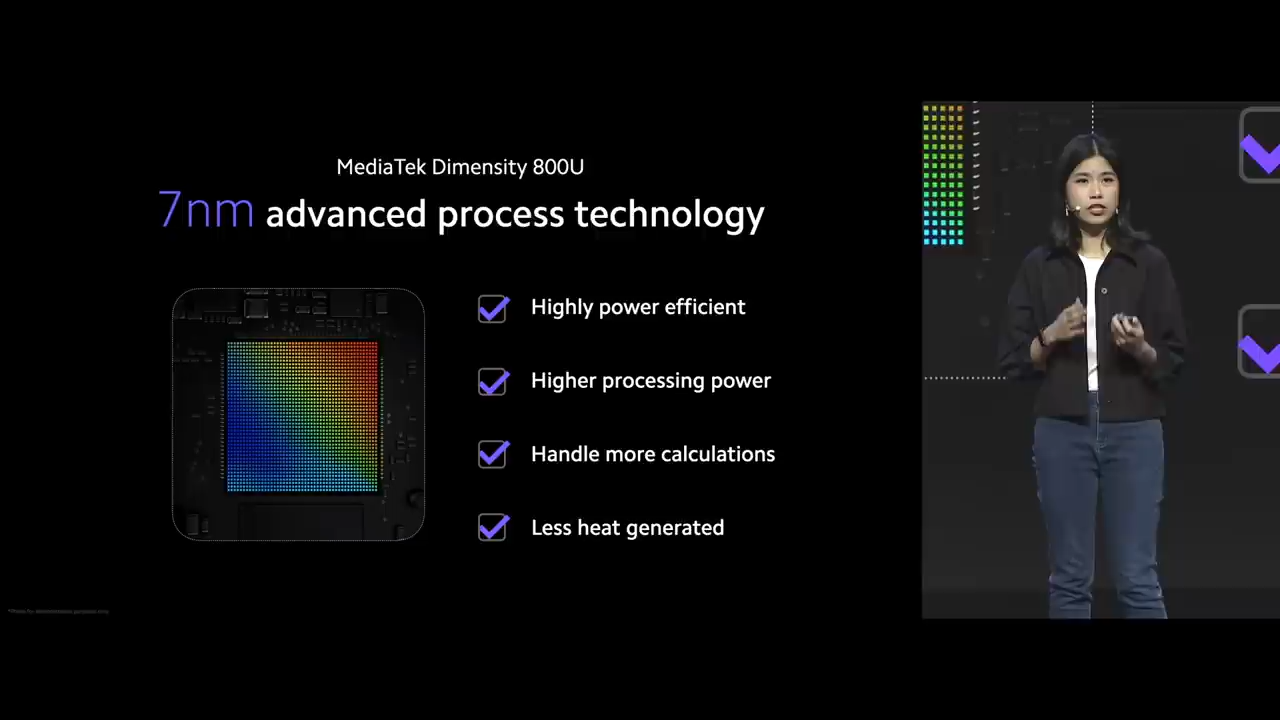 MediaTek Dimensity 800U
7nm advanced process technology
Highly power efficient
Higher processing power
Handle more calculations
Less heat generated